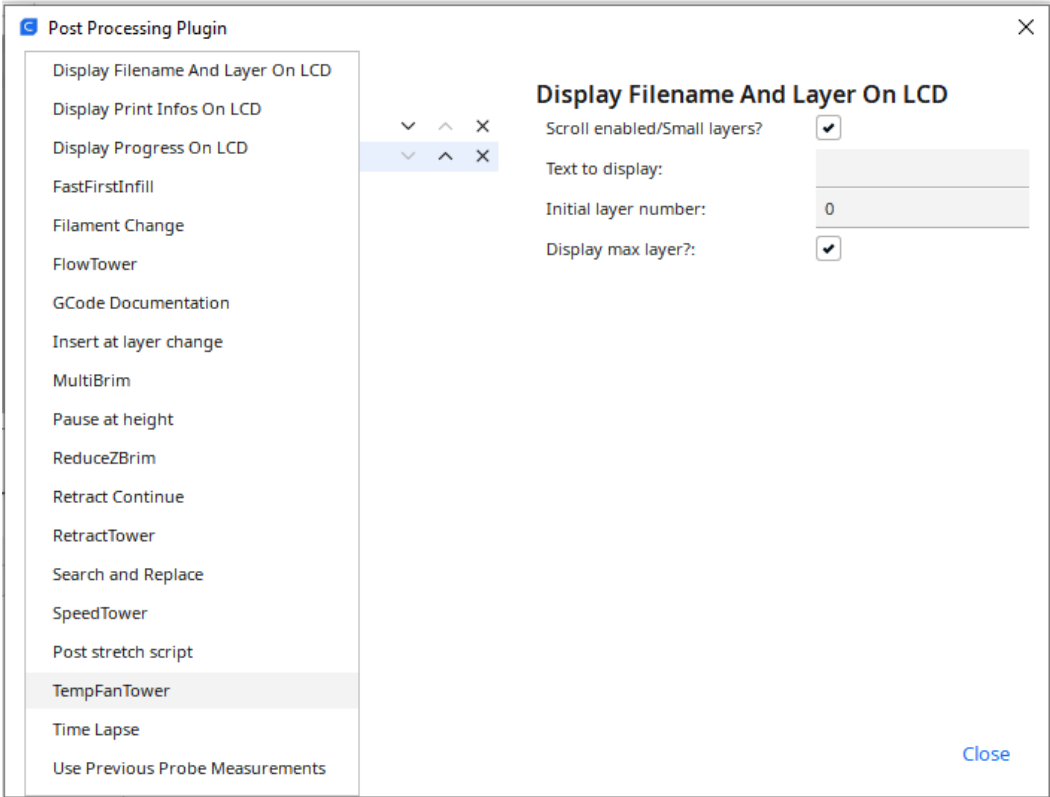 Post Processing Plugin
Display Filename And Layer On LCD
Display Print Infos On LCD
Display Progress On LCD
FastFirstInfill
Filament Change
FlowTower
GCode Documentation
Insert at layer change
MultiBrim
Pause at height
ReduceZBrim
Retract Continue
RetractTower
Search and Replace
SpeedTower
Post stretch script
TempFanTower
Time Lapse
Use Previous Probe Measurements
Display Filename And Layer On LCD
Scroll enabled/Small layers?
Text to display:
Initial layer number: 0
Display max layer?:
Close